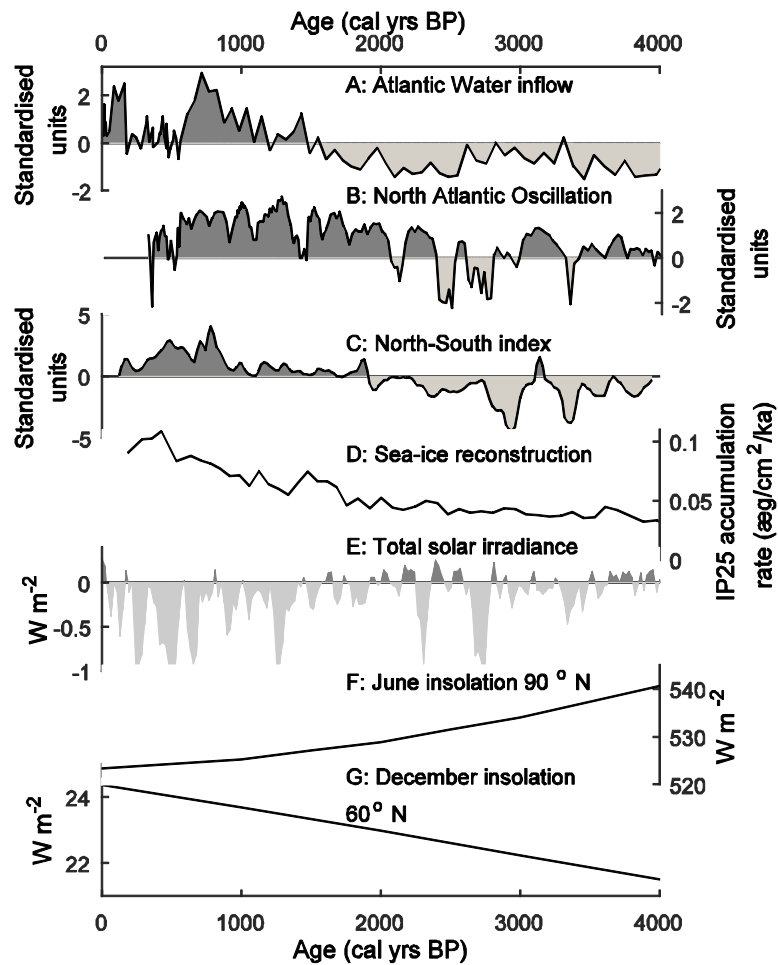 Age (cal yrs BP)
0 1000 2000 3000 4000
A: Atlantic Water inflow
Standardised
units
2
0
-2
B: North Atlantic Oscillation
2
0
-2
Standardised
units
5
0
-5
Standardised
units
C: North-South index
D: Sea-ice reconstruction
0.1
0.05
0
IP25 accumulation
rate (æg/cm²/ka)
E: Total solar irradiance
0
-0.5
-1
W m⁻²
F: June insolation 90 ° N
540
530
520
W m⁻²
G: December insolation
60° N
24
22
W m⁻²
0 1000 2000 3000 4000
Age (cal yrs BP)